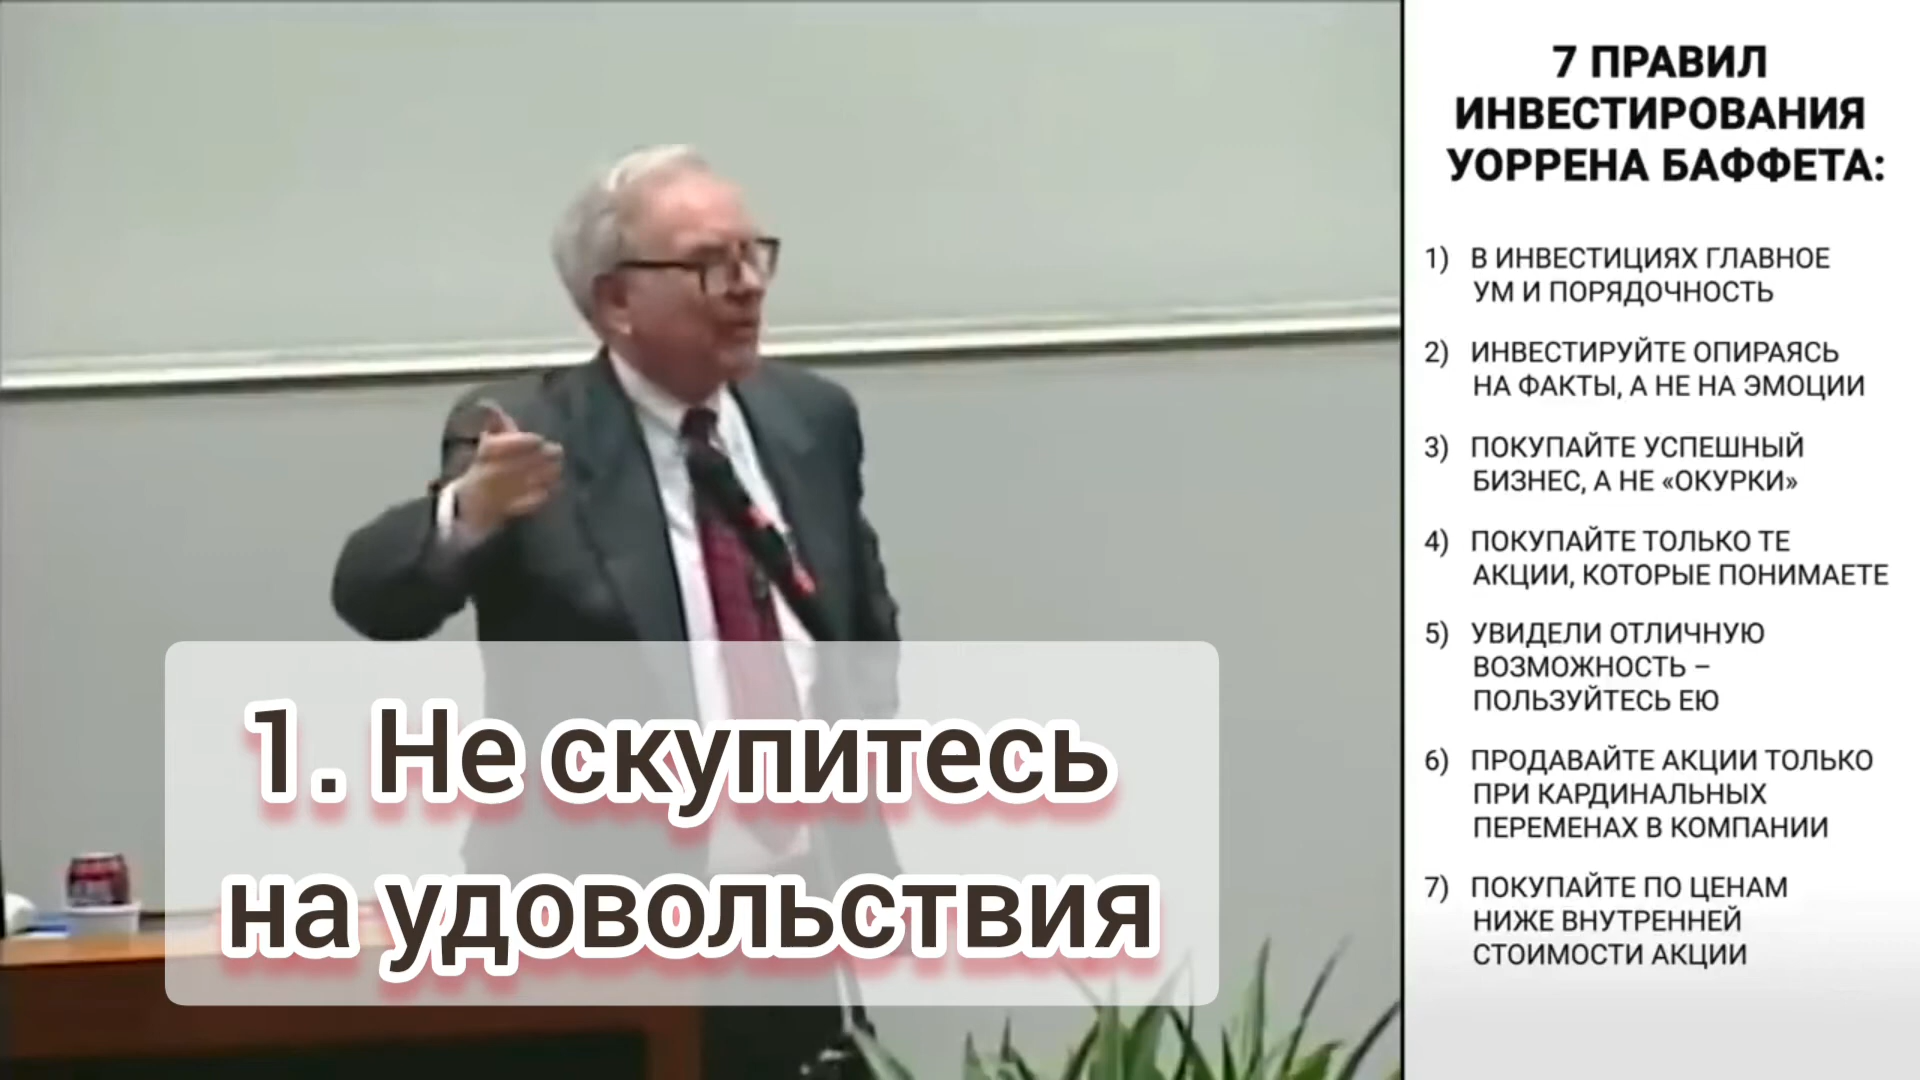 7 ПРАВИЛ
ИНВЕСТИРОВАНИЯ
УОРРЕНА БАФФЕТА:
1) В ИНВЕСТИЦИЯХ ГЛАВНОЕ
УМ И ПОРЯДОЧНОСТЬ
2) ИНВЕСТИРУЙТЕ ОПИРАЯСЬ
НА ФАКТЫ, А НЕ НА ЭМОЦИИ
3) ПОКУПАЙТЕ УСПЕШНЫЙ
БИЗНЕС, А НЕ «ОКУРКИ»
4) ПОКУПАЙТЕ ТОЛЬКО ТЕ
АКЦИИ, КОТОРЫЕ ПОНИМАЕТЕ
5) УВИДЕЛИ ОТЛИЧНУЮ
ВОЗМОЖНОСТЬ –
ПОЛЬЗУЙТЕСЬ ЕЮ
6) ПРОДАВАЙТЕ АКЦИИ ТОЛЬКО
ПРИ КАРДИНАЛЬНЫХ
ПЕРЕМЕНАХ В КОМПАНИИ
7) ПОКУПАЙТЕ ПО ЦЕНАМ
НИЖЕ ВНУТРЕННЕЙ
СТОИМОСТИ АКЦИИ
1. Не скупитесь
на удовольствия